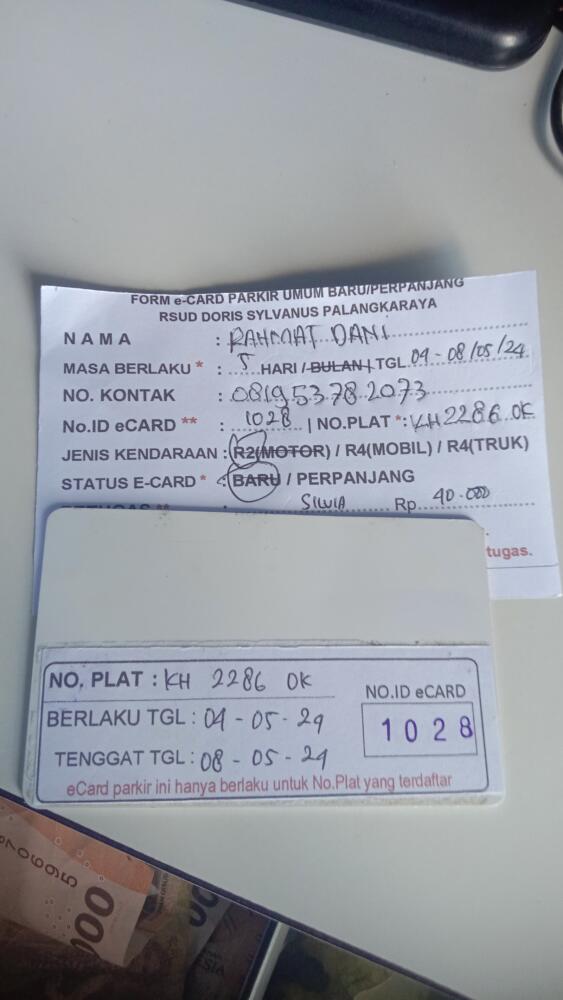 FORM e-CARD PARKIR UMUM BARU/PERPANJANG
RSUD DORIS SYLVANUS PALANGKARAYA
NAMA : RAHMAT DANI
MASA BERLAKU * : 5 HARI / BULAN | TGL 04 - 08/05/24
NO. KONTAK : 0819 5378 2073
No.ID eCARD ** : 1028 | NO.PLAT *: KH 2286 OK
JENIS KENDARAAN : R2(MOTOR) / R4(MOBIL) / R4(TRUK)
STATUS E-CARD * : BARU / PERPANJANG
SILVIA Rp 40.000
tugas.
NO. PLAT : KH 2286 OK
NO.ID eCARD
BERLAKU TGL : 04 - 05 - 24
1028
TENGGAT TGL : 08 - 05 - 24
eCard parkir ini hanya berlaku untuk No.Plat yang terdaftar
000